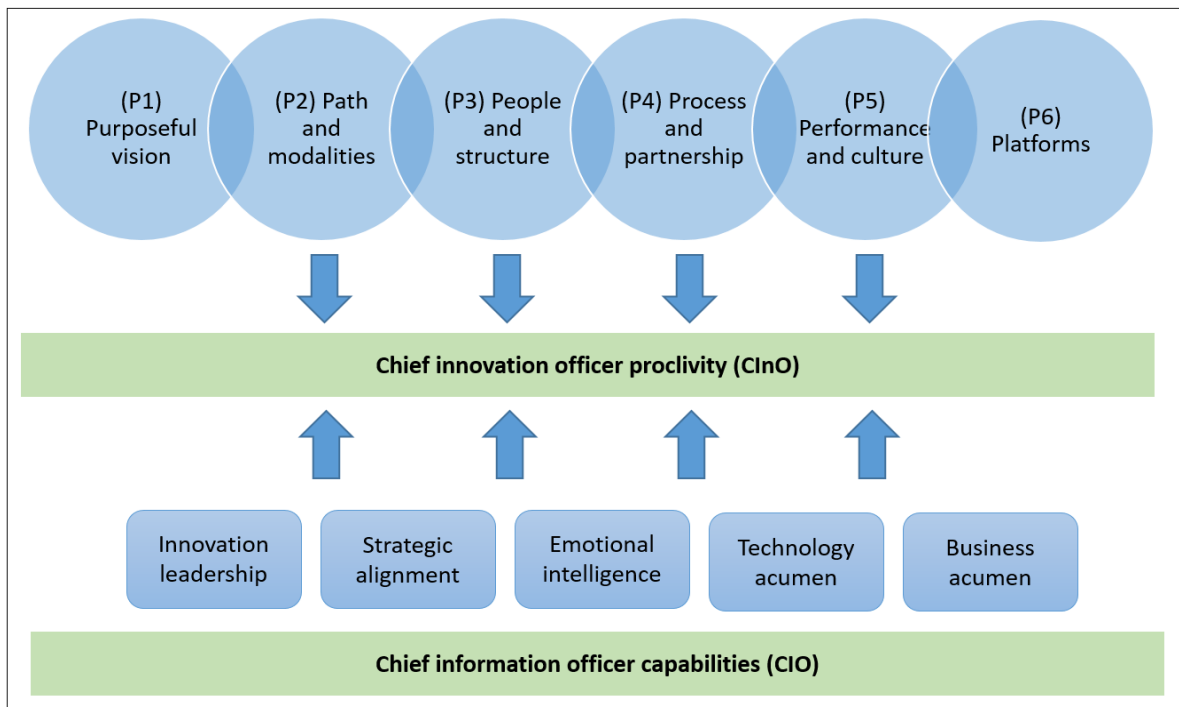 (P1)
Purposeful
vision
(P2) Path
and
modalities
(P3) People
and
structure
(P4) Process
and
partnership
(P5)
Performance
and culture
(P6)
Platforms
Chief innovation officer proclivity (CInO)
Innovation
leadership
Strategic
alignment
Emotional
intelligence
Technology
acumen
Business
acumen
Chief information officer capabilities (CIO)